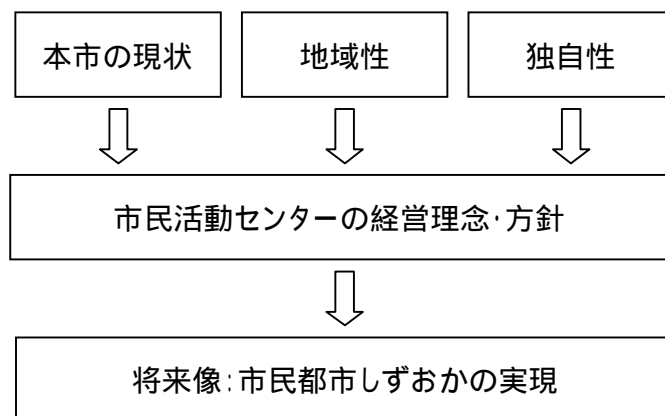 本市の現状
地域性
独自性
市民活動センターの経営理念・方針
将来像：市民都市しずおかの実現